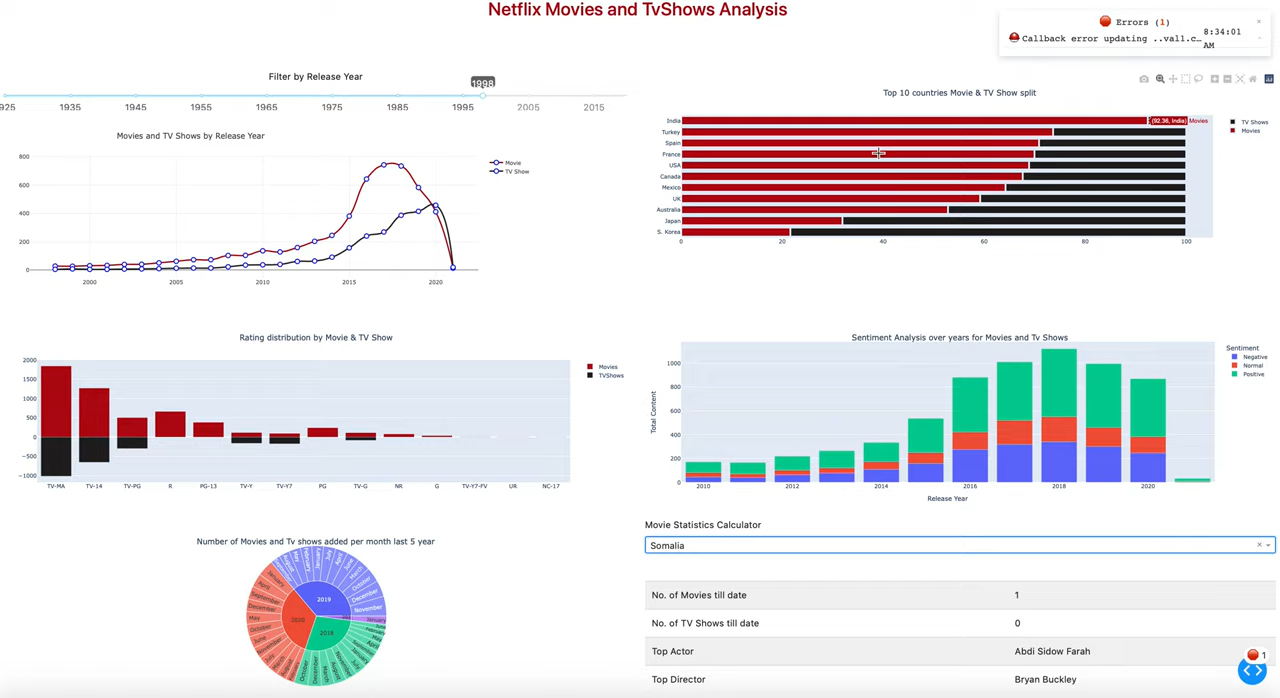 Netflix Movies and TvShows Analysis
Errors (1)
×
Callback error updating ..val1.c…
8:34:01 AM
Filter by Release Year
1998
925 1935 1945 1955 1965 1975 1985 1995 2005 2015
Movies and TV Shows by Release Year
Movie
TV Show
800
600
400
200
0
2000 2005 2010 2015 2020
Top 10 countries Movie & TV Show split
India
(92.36, India) Movies
Turkey
Spain
France
USA
Canada
Mexico
UK
Australia
Japan
S. Korea
0 20 40 60 80 100
TV Shows
Movies
Rating distribution by Movie & TV Show
2000
1500
1000
500
0
−500
−1000
TV-MA TV-14 TV-PG R PG-13 TV-Y TV-Y7 PG TV-G NR G TV-Y7-FV UR NC-17
Movies
TVShows
Sentiment Analysis over years for Movies and Tv Shows
Total Content
1000
800
600
400
200
0
2010 2012 2014 2016 2018 2020
Release Year
Sentiment
Negative
Normal
Positive
Number of Movies and Tv shows added per month last 5 year
2019
2020
2018
Movie Statistics Calculator
Somalia
×
No. of Movies till date 1
No. of TV Shows till date 0
Top Actor Abdi Sidow Farah
Top Director Bryan Buckley
1